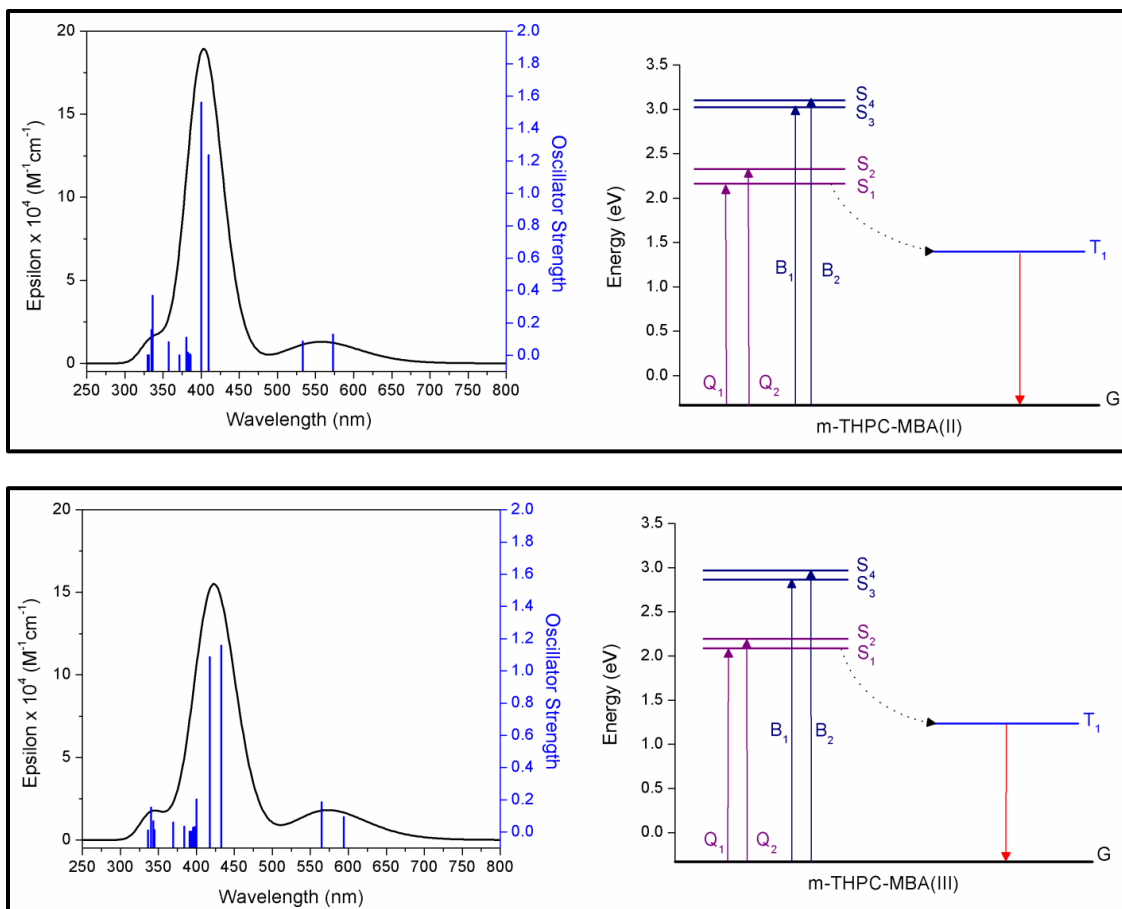 20
15
10
5
0
Epsilon x 10⁴ (M⁻¹cm⁻¹)
2.0
1.8
1.6
1.4
1.2
1.0
0.8
0.6
0.4
0.2
0.0
Oscillator Strength
250 300 350 400 450 500 550 600 650 700 750 800
Wavelength (nm)
3.5
3.0
2.5
2.0
1.5
1.0
0.5
0.0
Energy (eV)
S₄
S₃
S₂
S₁
T₁
B₁ B₂
Q₁ Q₂
G
m-THPC-MBA(II)
20
15
10
5
0
Epsilon x 10⁴ (M⁻¹cm⁻¹)
2.0
1.8
1.6
1.4
1.2
1.0
0.8
0.6
0.4
0.2
0.0
Oscillator Strength
250 300 350 400 450 500 550 600 650 700 750 800
Wavelength (nm)
3.5
3.0
2.5
2.0
1.5
1.0
0.5
0.0
Energy (eV)
S₄
S₃
S₂
S₁
T₁
B₁ B₂
Q₁ Q₂
G
m-THPC-MBA(III)